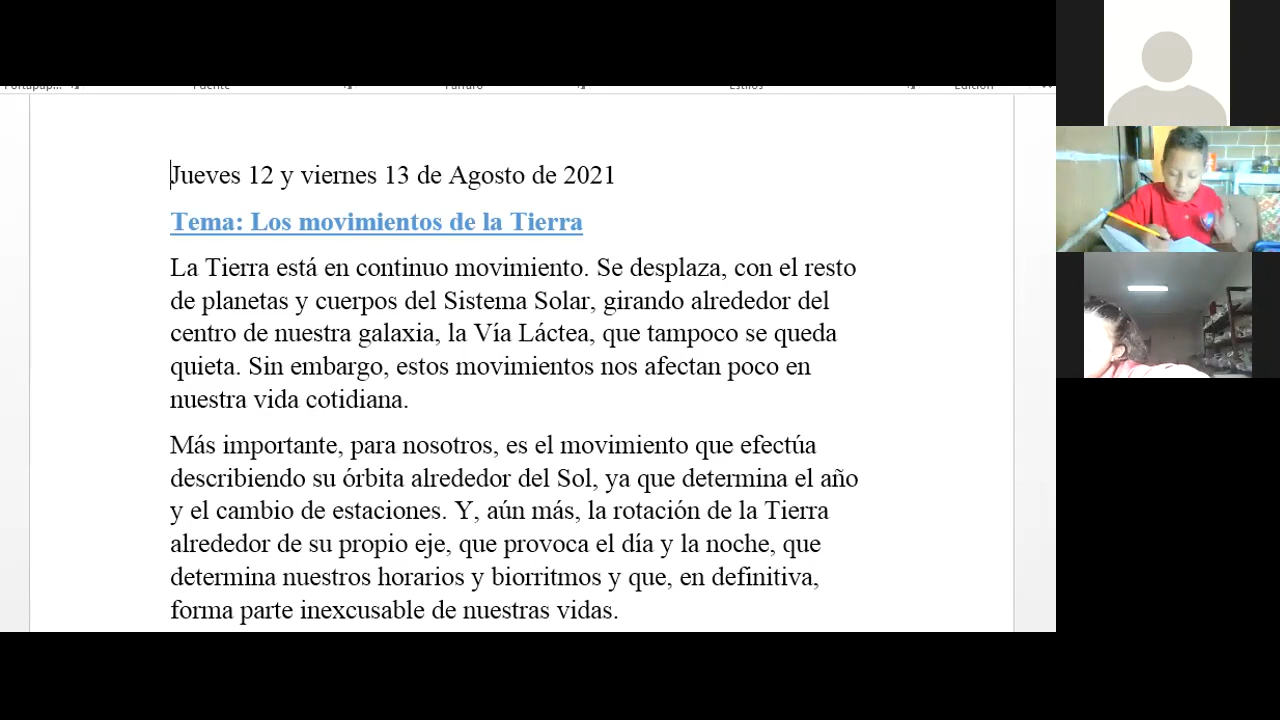 Jueves 12 y viernes 13 de Agosto de 2021
Tema: Los movimientos de la Tierra
La Tierra está en continuo movimiento. Se desplaza, con el resto
de planetas y cuerpos del Sistema Solar, girando alrededor del
centro de nuestra galaxia, la Vía Láctea, que tampoco se queda
quieta. Sin embargo, estos movimientos nos afectan poco en
nuestra vida cotidiana.
Más importante, para nosotros, es el movimiento que efectúa
describiendo su órbita alrededor del Sol, ya que determina el año
y el cambio de estaciones. Y, aún más, la rotación de la Tierra
alrededor de su propio eje, que provoca el día y la noche, que
determina nuestros horarios y biorritmos y que, en definitiva,
forma parte inexcusable de nuestras vidas.